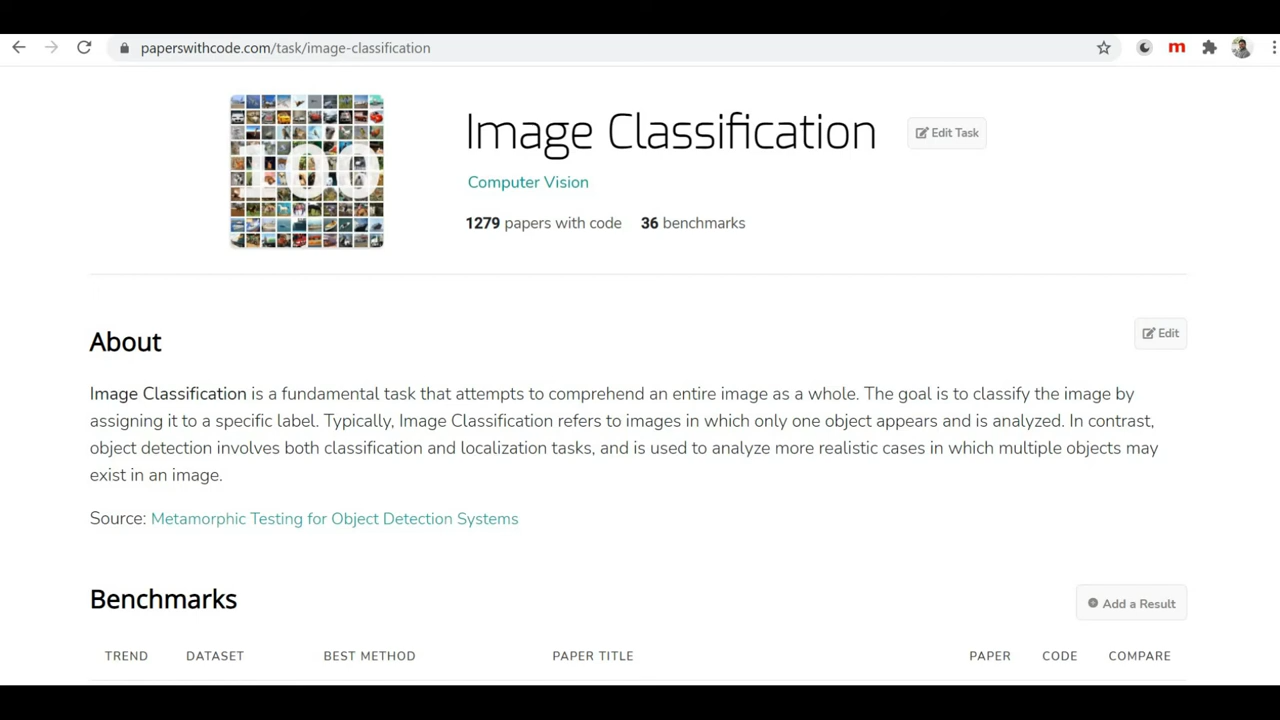 paperswithcode.com/task/image-classification
m
100
Image Classification
Edit Task
Computer Vision
1279 papers with code 36 benchmarks
About
Edit
Image Classification is a fundamental task that attempts to comprehend an entire image as a whole. The goal is to classify the image by
assigning it to a specific label. Typically, Image Classification refers to images in which only one object appears and is analyzed. In contrast,
object detection involves both classification and localization tasks, and is used to analyze more realistic cases in which multiple objects may
exist in an image.
Source: Metamorphic Testing for Object Detection Systems
Benchmarks
Add a Result
TREND DATASET BEST METHOD PAPER TITLE PAPER CODE COMPARE